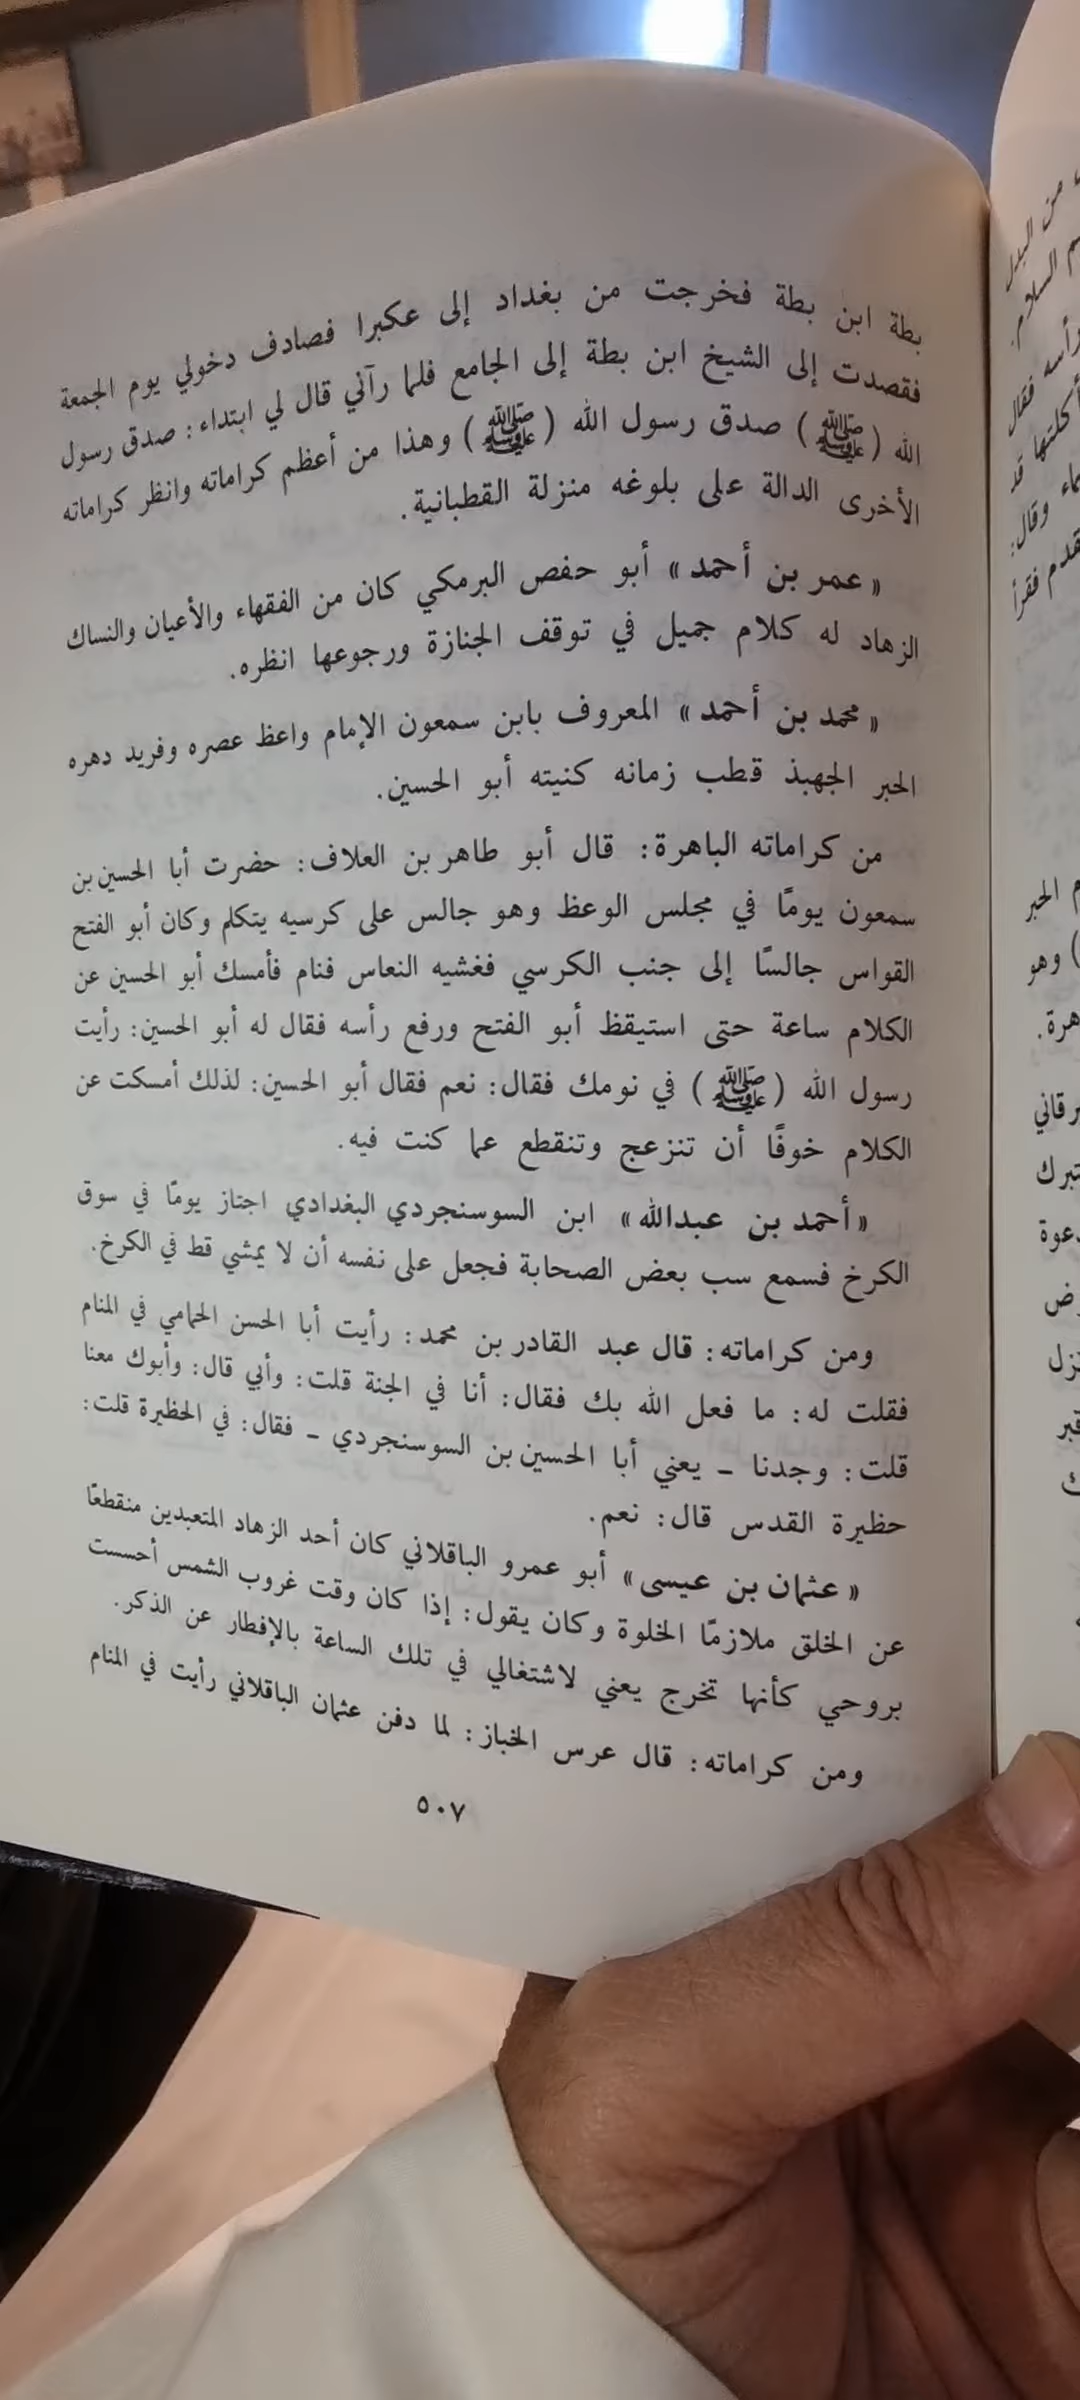 بطة ابن بطة فخرجت من بغداد إلى عكبرا فصادف دخولي يوم الجمعة
فقصدت إلى الشيخ ابن بطة إلى الجامع فلما رآني قال لي ابتداء: صدق رسول
الله (ﷺ) صدق رسول الله (ﷺ) وهذا من أعظم كراماته وانظر كراماته
الأخرى الدالة على بلوغه منزلة القطبانية.
«عمر بن أحمد» أبو حفص البرمكي كان من الفقهاء والأعيان والنساك
الزهاد له كلام جميل في توقف الجنازة ورجوعها انظره.
«محمد بن أحمد» المعروف بابن سمعون الإمام واعظ عصره وفريد دهره
الحبر الجهبذ قطب زمانه كنيته أبو الحسين.
من كراماته الباهرة: قال أبو طاهر بن العلاف: حضرت أبا الحسين بن
سمعون يومًا في مجلس الوعظ وهو جالس على كرسيه يتكلم وكان أبو الفتح
القواس جالسًا إلى جنب الكرسي فغشيه النعاس فنام فأمسك أبو الحسين عن
الكلام ساعة حتى استيقظ أبو الفتح ورفع رأسه فقال له أبو الحسين: رأيت
رسول الله (ﷺ) في نومك فقال: نعم فقال أبو الحسين: لذلك أمسكت عن
الكلام خوفًا أن تنزعج وتنقطع عما كنت فيه.
«أحمد بن عبدالله» ابن السوسنجردي البغدادي اجتاز يومًا في سوق
الكرخ فسمع سب بعض الصحابة فجعل على نفسه أن لا يمشي قط في الكرخ.
ومن كراماته: قال عبد القادر بن محمد: رأيت أبا الحسن الحمامي في المنام
فقلت له: ما فعل الله بك فقال: أنا في الجنة قلت: وأبي قال: وأبوك معنا
قلت: وجدنا - يعني أبا الحسين بن السوسنجردي - فقال: في الحظيرة قلت:
حظيرة القدس قال: نعم.
«عثمان بن عيسى» أبو عمرو الباقلاني كان أحد الزهاد المتعبدين منقطعًا
عن الخلق ملازمًا الخلوة وكان يقول: إذا كان وقت غروب الشمس أحسست
بروحي كأنها تخرج يعني لاشتغالي في تلك الساعة بالإفطار عن الذكر.
ومن كراماته: قال عرس الخباز: لما دفن عثمان الباقلاني رأيت في المنام
٥٠٧
من البدل
السلام.
رأسه فقال
أكلتها قد
وقال:
فقرأ
الحبر
) وهو